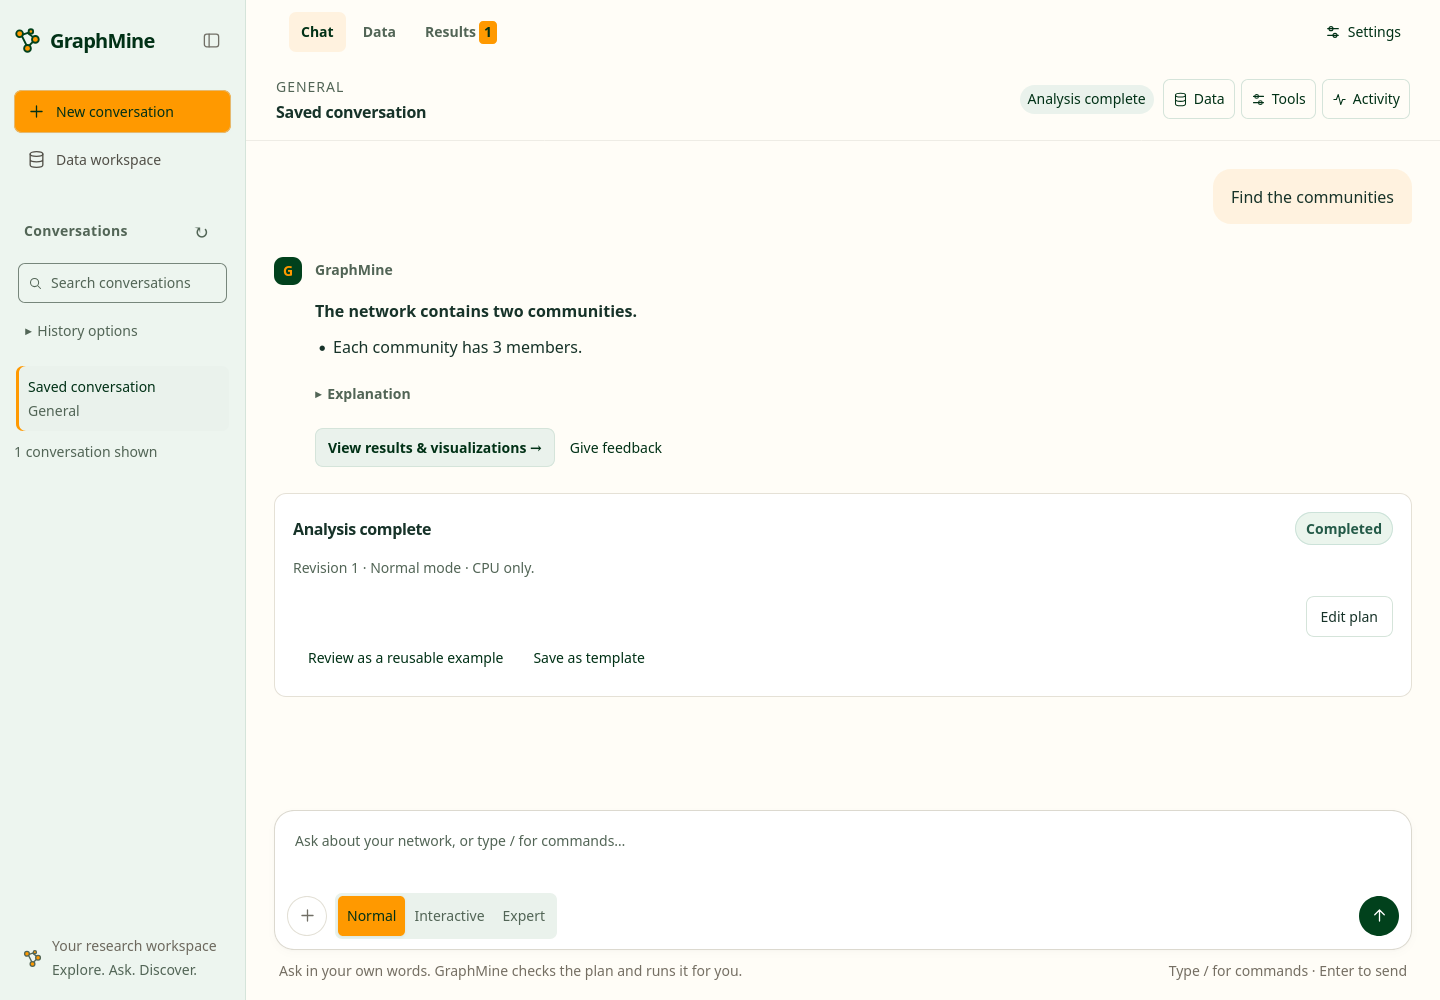 GraphMine
New conversation
Data workspace
Conversations
Search conversations
History options
Saved conversation
General
1 conversation shown
Your research workspace
Explore. Ask. Discover.
Chat Data Results 1 Settings
GENERAL
Saved conversation
Analysis complete Data Tools Activity
Find the communities
G GraphMine
The network contains two communities.
• Each community has 3 members.
Explanation
View results & visualizations → Give feedback
Analysis complete Completed
Revision 1 · Normal mode · CPU only.
Edit plan
Review as a reusable example Save as template
Ask about your network, or type / for commands...
Normal Interactive Expert
Ask in your own words. GraphMine checks the plan and runs it for you. Type / for commands · Enter to send